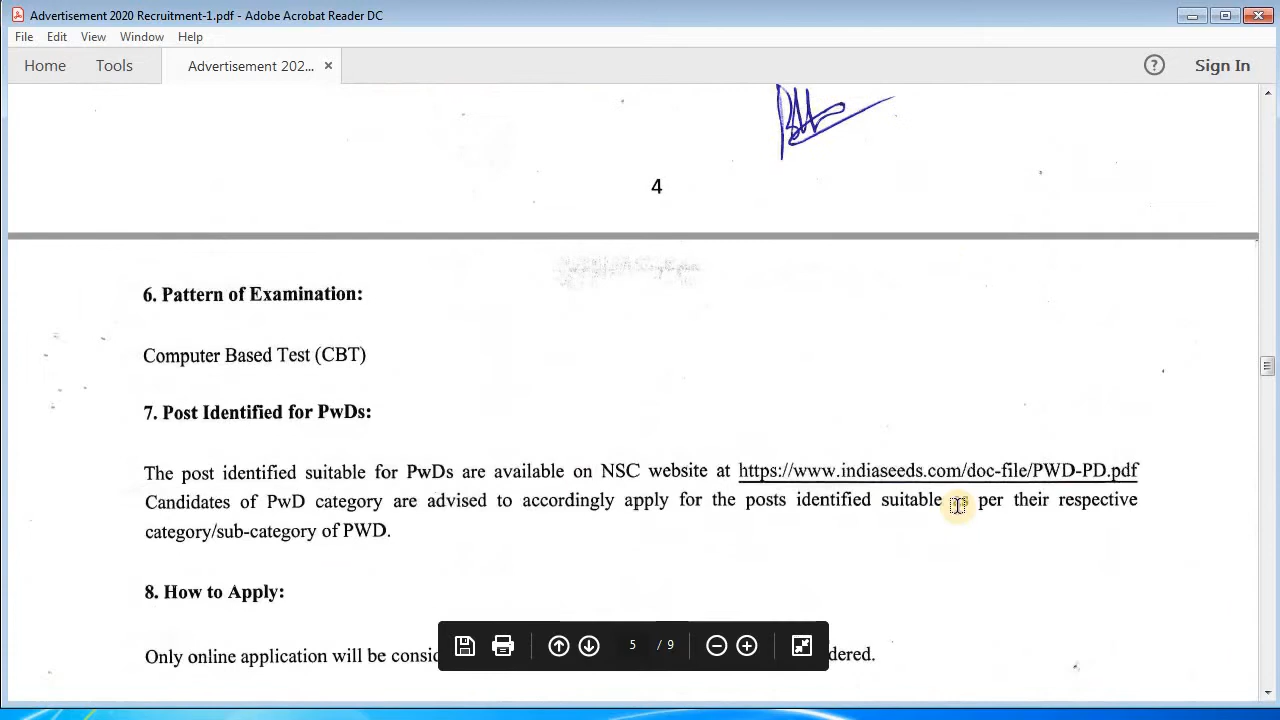 Advertisement 2020 Recruitment-1.pdf - Adobe Acrobat Reader DC
File Edit View Window Help
Home Tools Advertisement 202... × Sign In
4
6. Pattern of Examination:
Computer Based Test (CBT)
7. Post Identified for PwDs:
The post identified suitable for PwDs are available on NSC website at https://www.indiaseeds.com/doc-file/PWD-PD.pdf
Candidates of PwD category are advised to accordingly apply for the posts identified suitable as per their respective
category/sub-category of PWD.
8. How to Apply:
Only online application will be consid dered.
5 / 9